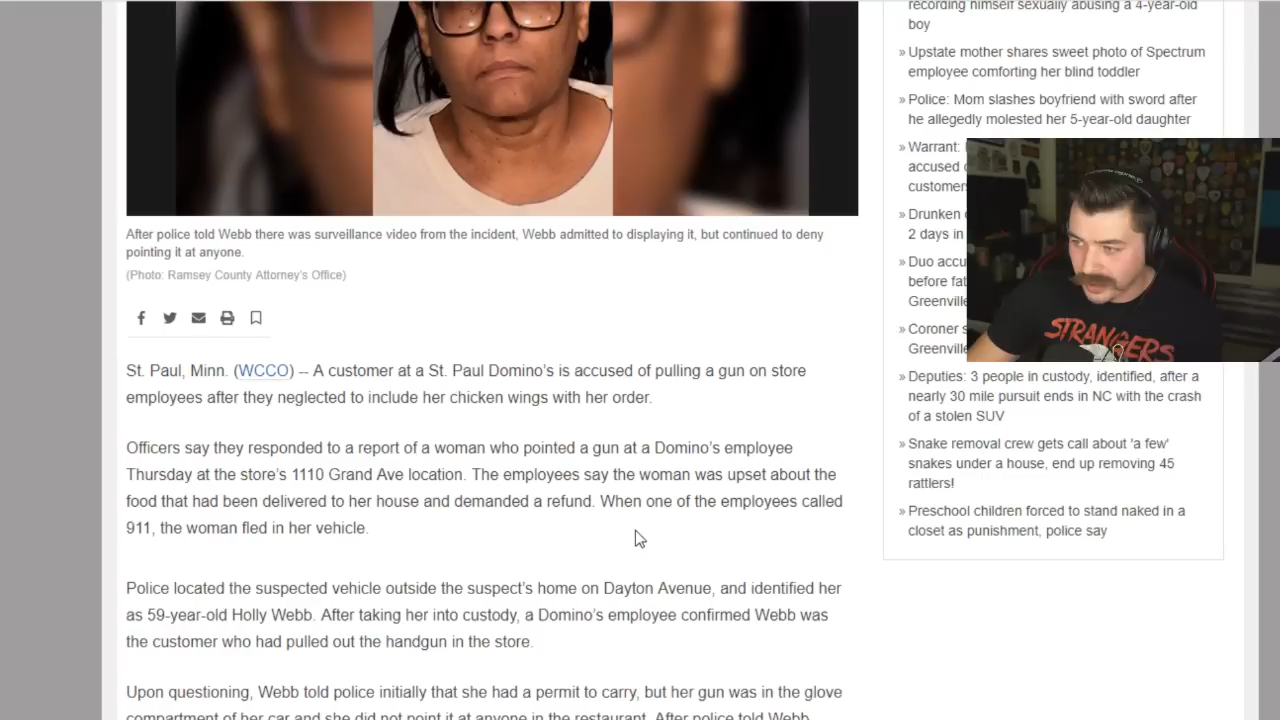 recording himself sexually abusing a 4-year-old
boy
» Upstate mother shares sweet photo of Spectrum
employee comforting her blind toddler
» Police: Mom slashes boyfriend with sword after
he allegedly molested her 5-year-old daughter
» Warrant:
accused
customers
» Drunken
2 days in
» Duo accu
before fat
Greenville
» Coroner s
Greenville
» Deputies: 3 people in custody, identified, after a
nearly 30 mile pursuit ends in NC with the crash
of a stolen SUV
» Snake removal crew gets call about 'a few'
snakes under a house, end up removing 45
rattlers!
» Preschool children forced to stand naked in a
closet as punishment, police say
STRANGERS
After police told Webb there was surveillance video from the incident, Webb admitted to displaying it, but continued to deny
pointing it at anyone.
(Photo: Ramsey County Attorney's Office)
St. Paul, Minn. (WCCO) -- A customer at a St. Paul Domino's is accused of pulling a gun on store
employees after they neglected to include her chicken wings with her order.
Officers say they responded to a report of a woman who pointed a gun at a Domino's employee
Thursday at the store's 1110 Grand Ave location. The employees say the woman was upset about the
food that had been delivered to her house and demanded a refund. When one of the employees called
911, the woman fled in her vehicle.
Police located the suspected vehicle outside the suspect's home on Dayton Avenue, and identified her
as 59-year-old Holly Webb. After taking her into custody, a Domino's employee confirmed Webb was
the customer who had pulled out the handgun in the store.
Upon questioning, Webb told police initially that she had a permit to carry, but her gun was in the glove
compartment of her car and she did not point it at anyone in the restaurant. After police told Webb